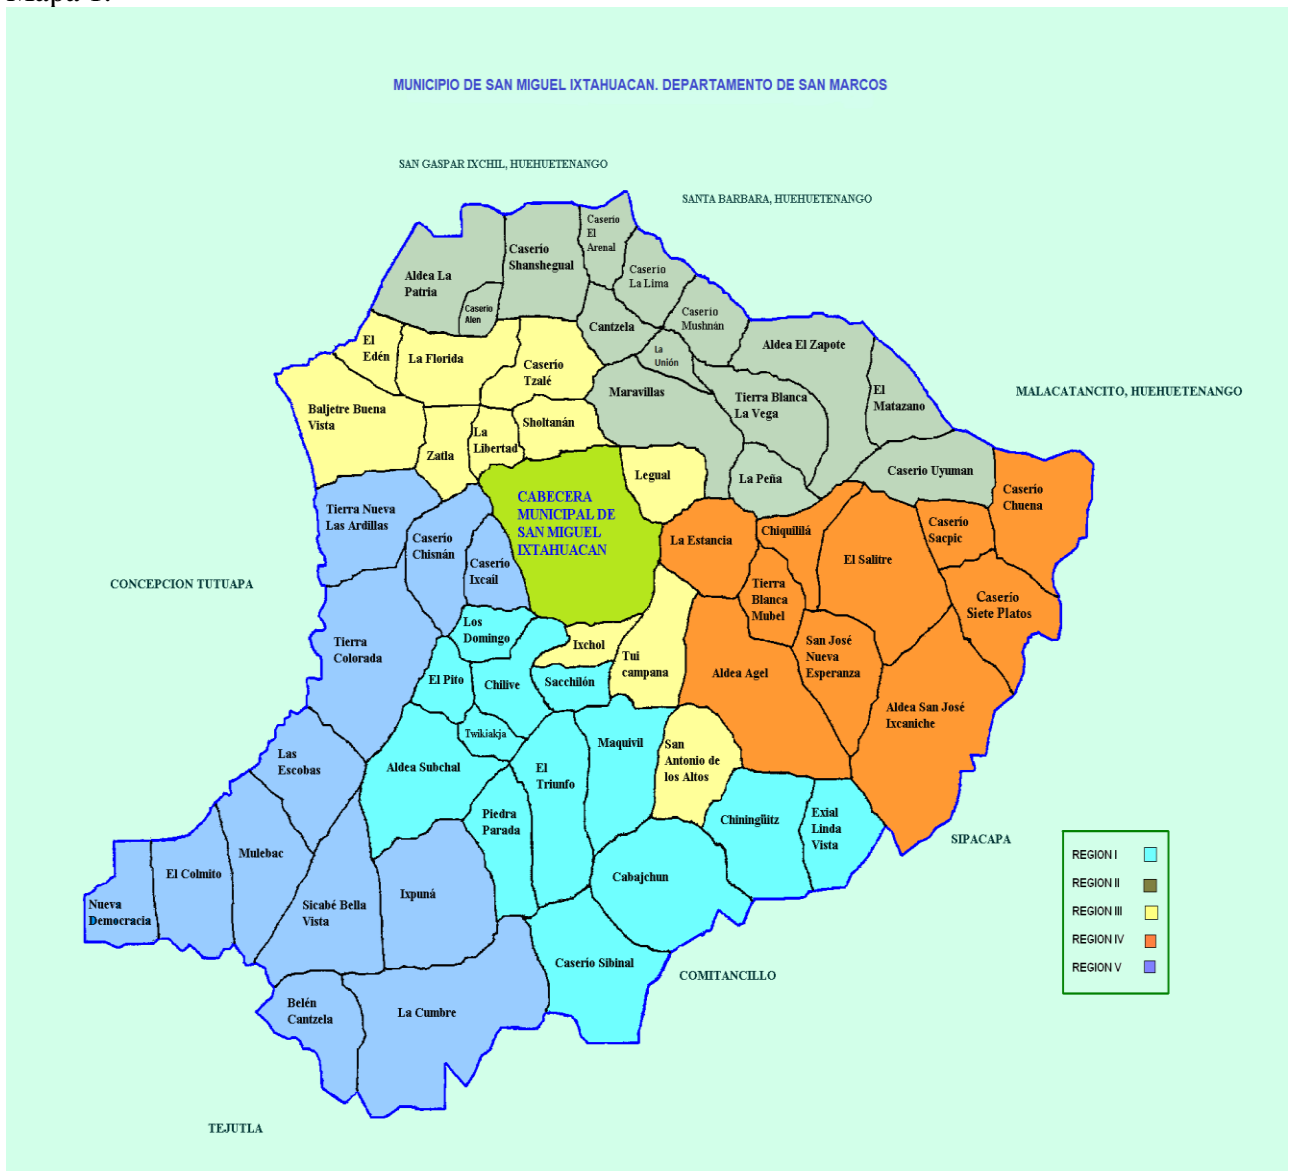 Mapa 1.
MUNICIPIO DE SAN MIGUEL IXTAHUACAN. DEPARTAMENTO DE SAN MARCOS
SAN GASPAR IXCHIL, HUEHUETENANGO
SANTA BARBARA, HUEHUETENANGO
Caserio
El
Arenal
Caserío
Shanshegual
Aldea La
Patria
Caserio
La Lima
Caserio
Alen
Caserio
Mushnán
Cantzela
El
Edén
La Florida
La
Unión
Aldea El Zapote
Caserío
Tzalé
Maravillas
Tierra Blanca
La Vega
El
Matazano
MALACATANCITO, HUEHUETENANGO
Baljetre Buena
Vista
Zatla
La
Libertad
Sholtanán
Legual
La Peña
Caserio Uyuman
Caserío
Chuena
CABECERA
MUNICIPAL DE
SAN MIGUEL
IXTAHUACAN
Tierra Nueva
Las Ardillas
Caserío
Chisnán
Caserío
Ixcail
La Estancia
Chiquililá
El Salitre
Caserío
Sacpic
CONCEPCION TUTUAPA
Tierra
Blanca
Mubel
Caserío
Siete Platos
Los
Domingo
Tierra
Colorada
Ixchol
Tui
campana
San José
Nueva
Esperanza
Aldea Agel
El Pito
Chilive
Sacchilón
Aldea San José
Ixcaniche
Twikiakja
Maquivil
San
Antonio de
los Altos
Las
Escobas
Aldea Subchal
El
Triunfo
Piedra
Parada
Chiningüitz
Exial
Linda
Vista
SIPACAPA
Mulebac
El Colmito
Nueva
Democracia
Sicabé Bella
Vista
Ixpuná
Cabajchun
Caserio Sibinal
COMITANCILLO
Belén
Cantzela
La Cumbre
TEJUTLA
REGION I
REGION II
REGION III
REGION IV
REGION V